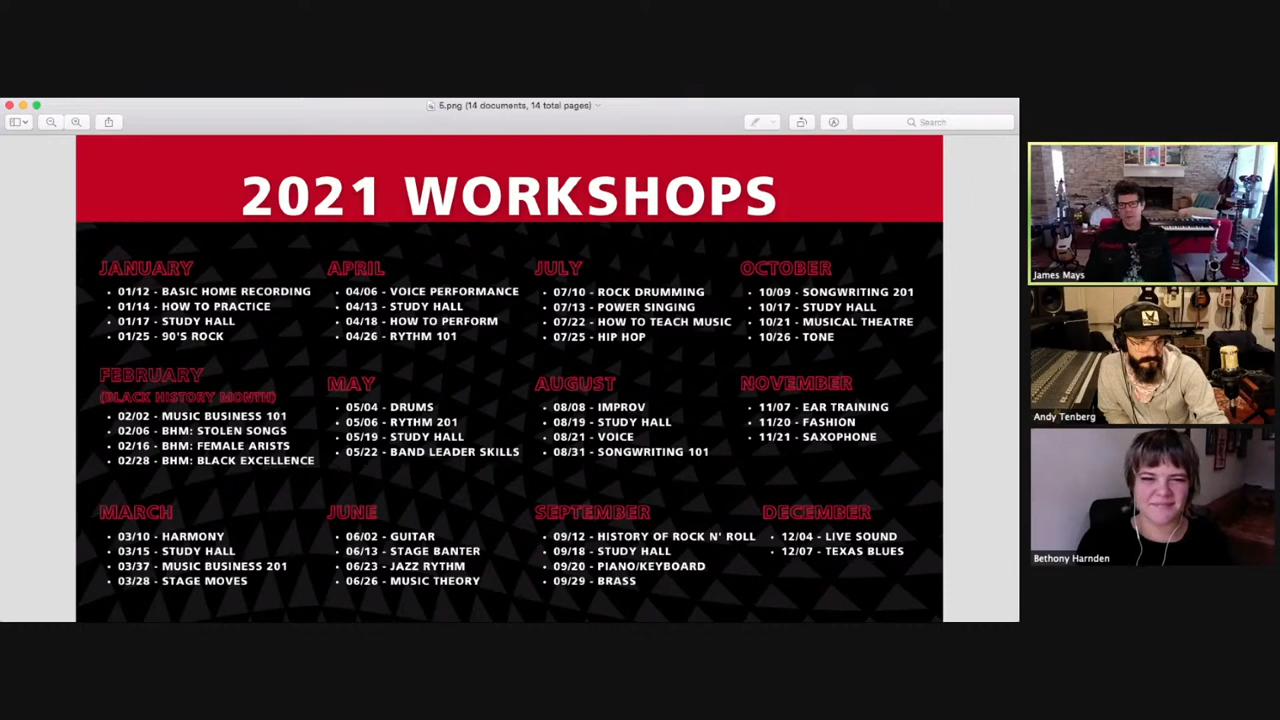 5.png (14 documents, 14 total pages)
Search
2021 WORKSHOPS
JANUARY
• 01/12 - BASIC HOME RECORDING
• 01/14 - HOW TO PRACTICE
• 01/17 - STUDY HALL
• 01/25 - 90'S ROCK
FEBRUARY
(BLACK HISTORY MONTH)
• 02/02 - MUSIC BUSINESS 101
• 02/06 - BHM: STOLEN SONGS
• 02/16 - BHM: FEMALE ARISTS
• 02/28 - BHM: BLACK EXCELLENCE
MARCH
• 03/10 - HARMONY
• 03/15 - STUDY HALL
• 03/37 - MUSIC BUSINESS 201
• 03/28 - STAGE MOVES
APRIL
• 04/06 - VOICE PERFORMANCE
• 04/13 - STUDY HALL
• 04/18 - HOW TO PERFORM
• 04/26 - RYTHM 101
MAY
• 05/04 - DRUMS
• 05/06 - RYTHM 201
• 05/19 - STUDY HALL
• 05/22 - BAND LEADER SKILLS
JUNE
• 06/02 - GUITAR
• 06/13 - STAGE BANTER
• 06/23 - JAZZ RYTHM
• 06/26 - MUSIC THEORY
JULY
• 07/10 - ROCK DRUMMING
• 07/13 - POWER SINGING
• 07/22 - HOW TO TEACH MUSIC
• 07/25 - HIP HOP
AUGUST
• 08/08 - IMPROV
• 08/19 - STUDY HALL
• 08/21 - VOICE
• 08/31 - SONGWRITING 101
SEPTEMBER
• 09/12 - HISTORY OF ROCK N' ROLL
• 09/18 - STUDY HALL
• 09/20 - PIANO/KEYBOARD
• 09/29 - BRASS
OCTOBER
• 10/09 - SONGWRITING 201
• 10/17 - STUDY HALL
• 10/21 - MUSICAL THEATRE
• 10/26 - TONE
NOVEMBER
• 11/07 - EAR TRAINING
• 11/20 - FASHION
• 11/21 - SAXOPHONE
DECEMBER
• 12/04 - LIVE SOUND
• 12/07 - TEXAS BLUES
James Mays
Andy Tenberg
Bethony Harnden